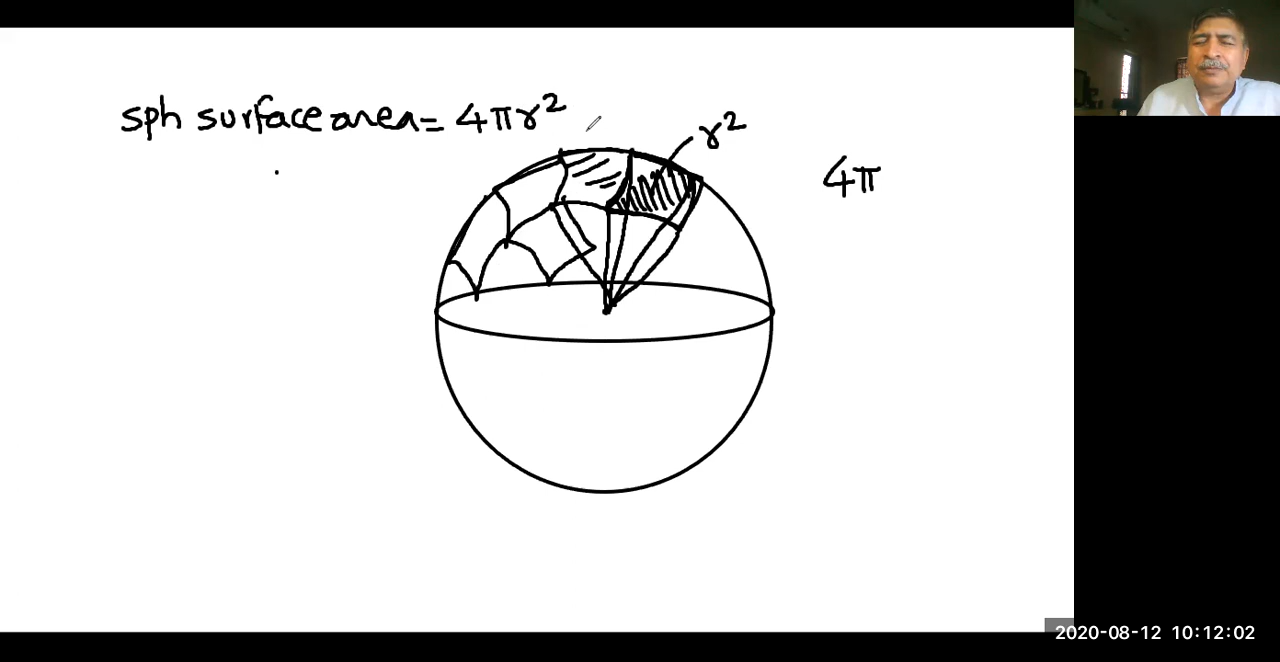 sph surface area = 4πr²
r²
4π
2020-08-12 10:12:02